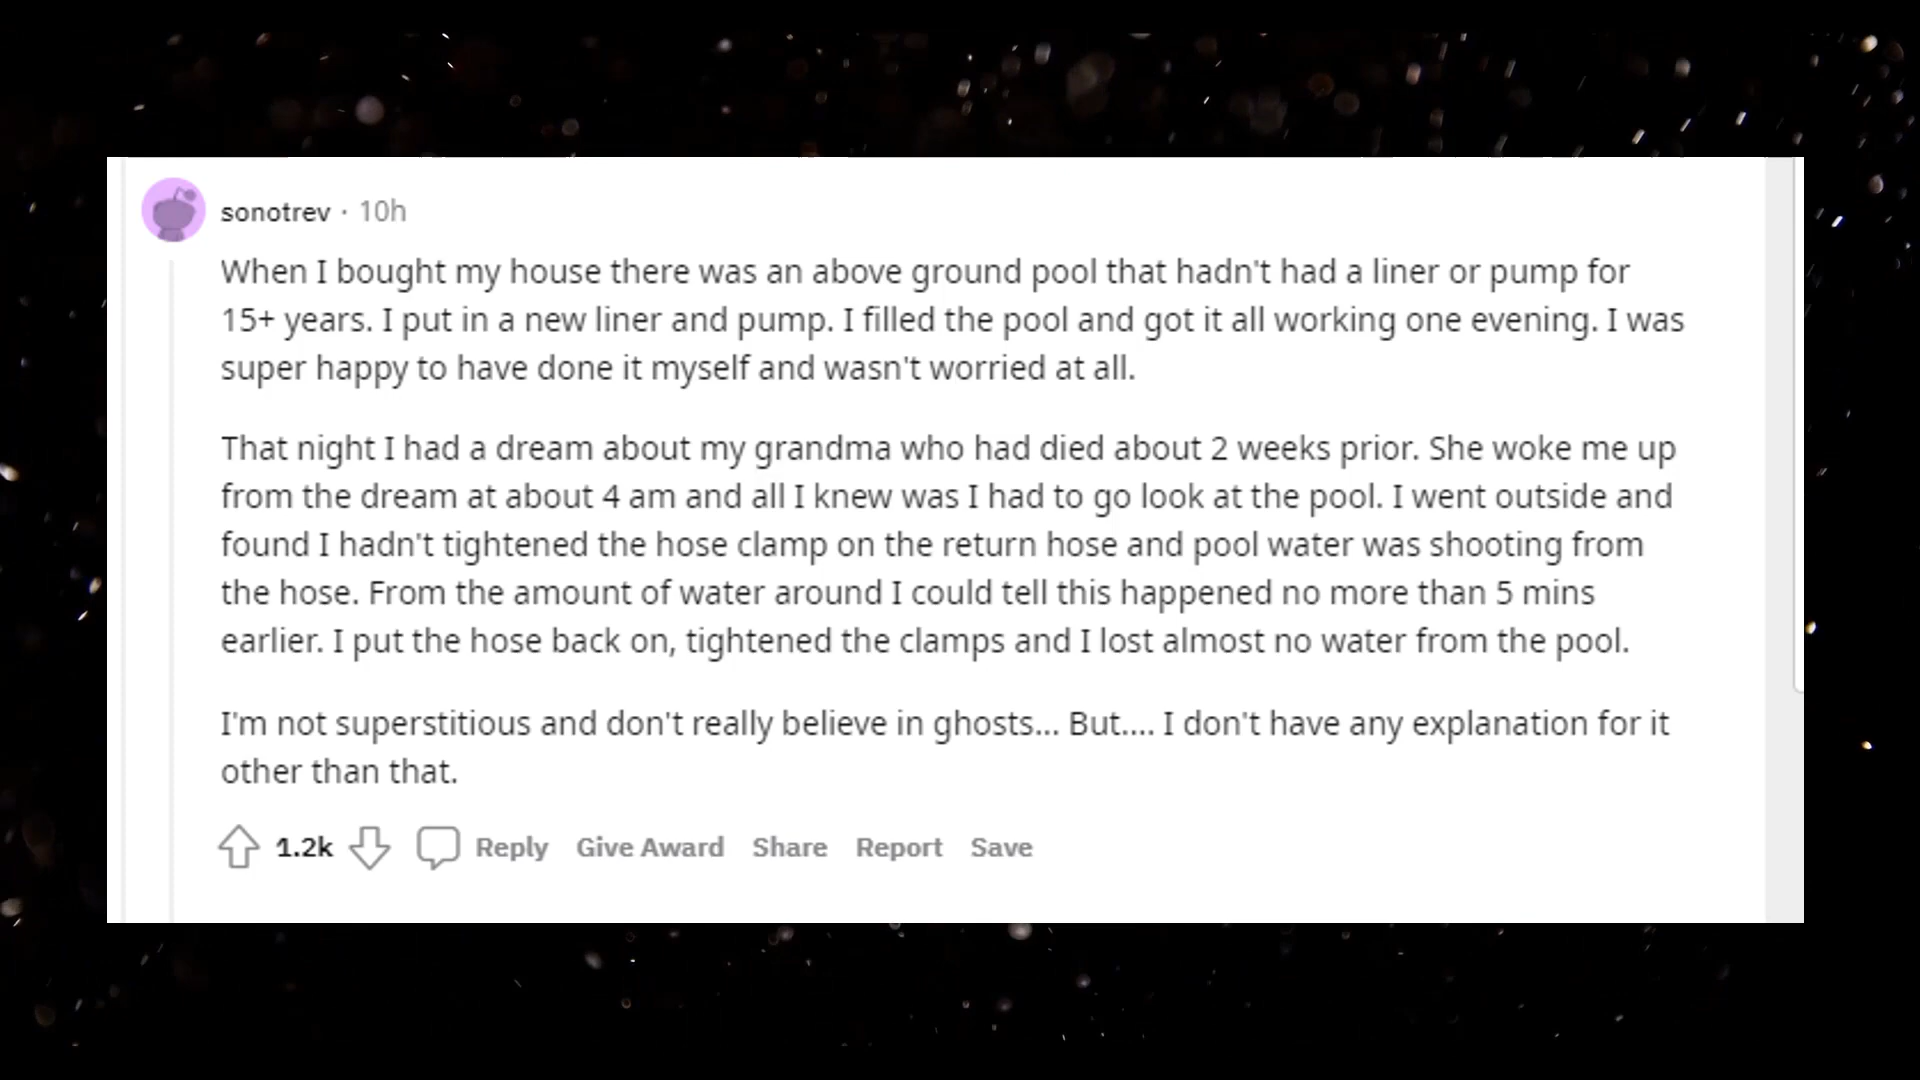 sonotrev · 10h
When I bought my house there was an above ground pool that hadn't had a liner or pump for
15+ years. I put in a new liner and pump. I filled the pool and got it all working one evening. I was
super happy to have done it myself and wasn't worried at all.
That night I had a dream about my grandma who had died about 2 weeks prior. She woke me up
from the dream at about 4 am and all I knew was I had to go look at the pool. I went outside and
found I hadn't tightened the hose clamp on the return hose and pool water was shooting from
the hose. From the amount of water around I could tell this happened no more than 5 mins
earlier. I put the hose back on, tightened the clamps and I lost almost no water from the pool.
I'm not superstitious and don't really believe in ghosts... But.... I don't have any explanation for it
other than that.
1.2k Reply Give Award Share Report Save